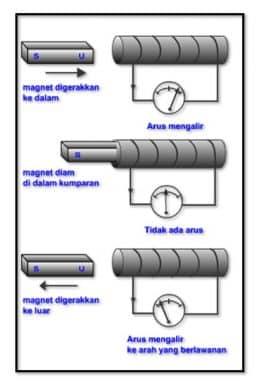 S U
magnet digerakkan
ke dalam
Arus mengalir
S
magnet diam
di dalam kumparan
Tidak ada arus
S U
magnet digerakkan
ke luar
Arus mengalir
ke arah yang berlawanan